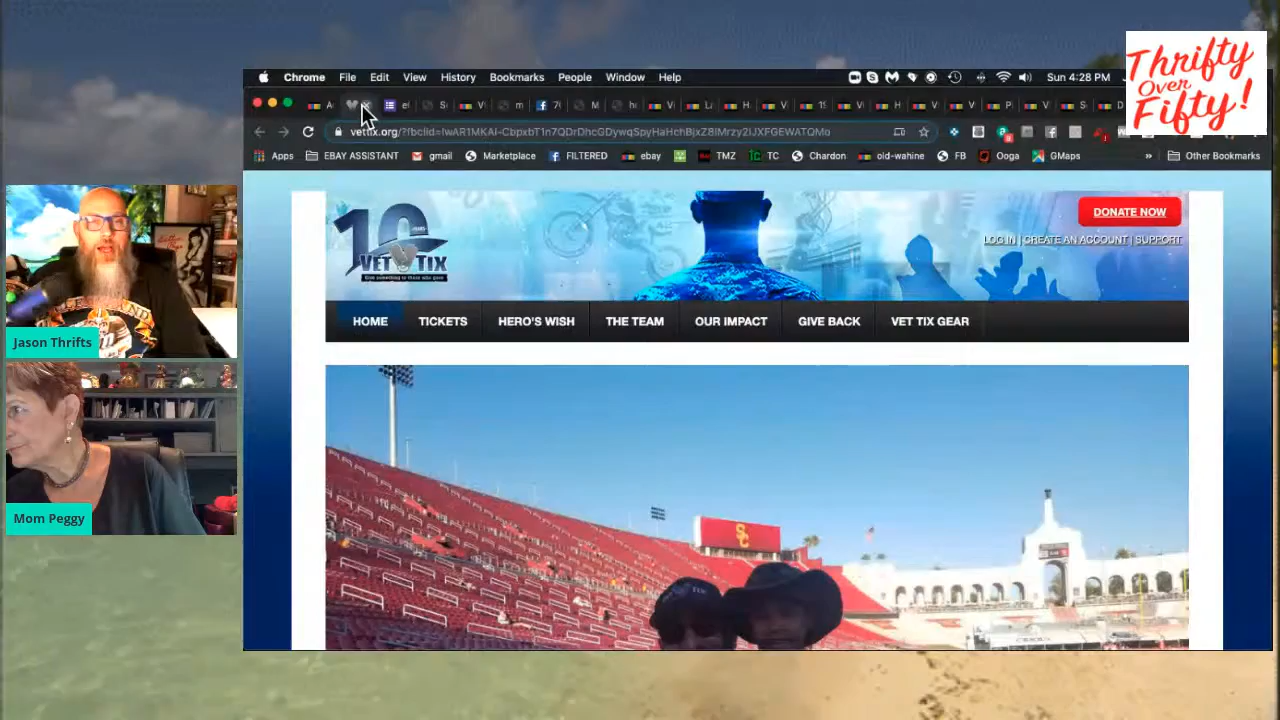 Thrifty
Over
Fifty!
Chrome File Edit View History Bookmarks People Window Help Sun 4:28 PM
vettix.org
Apps EBAY ASSISTANT gmail Marketplace FILTERED ebay TMZ TC Chardon old-wahine FB Ooga GMaps » Other Bookmarks
10
VET TIX
DONATE NOW
LOG IN | CREATE AN ACCOUNT | SUPPORT
HOME TICKETS HERO'S WISH THE TEAM OUR IMPACT GIVE BACK VET TIX GEAR
SC
Jason Thrifts
Mom Peggy